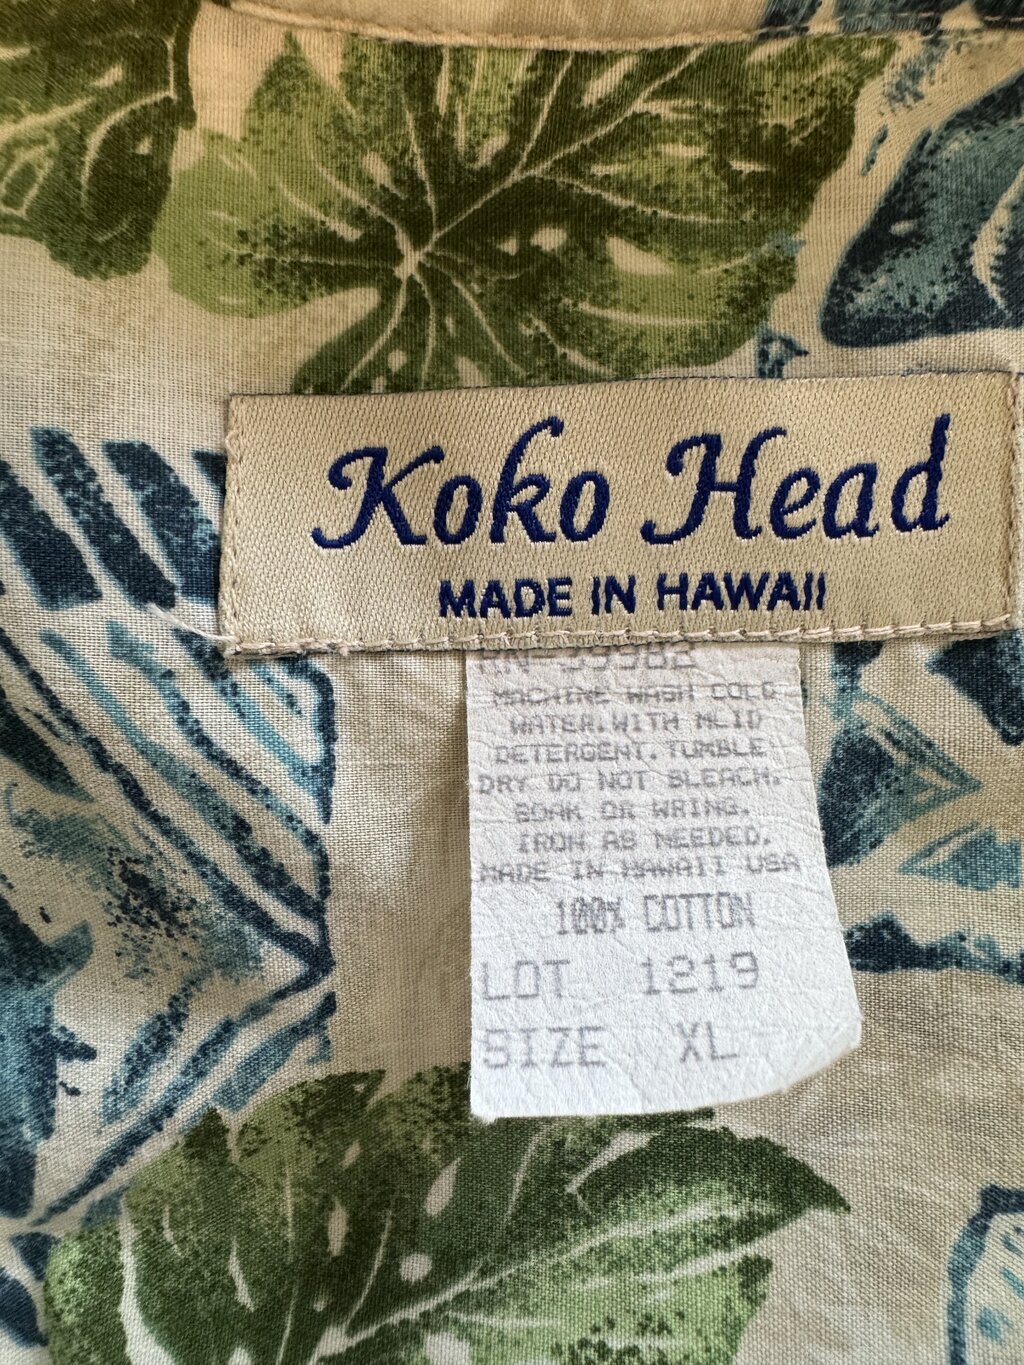 Koko Head
MADE IN HAWAII
MACHINE WASH COLD
WATER.WITH MLID
DETERGENT.TUMBLE
DRY DO NOT BLEACH.
SOAK OR WRING.
IRON AS NEEDED.
MADE IN HAWAII USA
100% COTTON
LOT 1219
SIZE XL